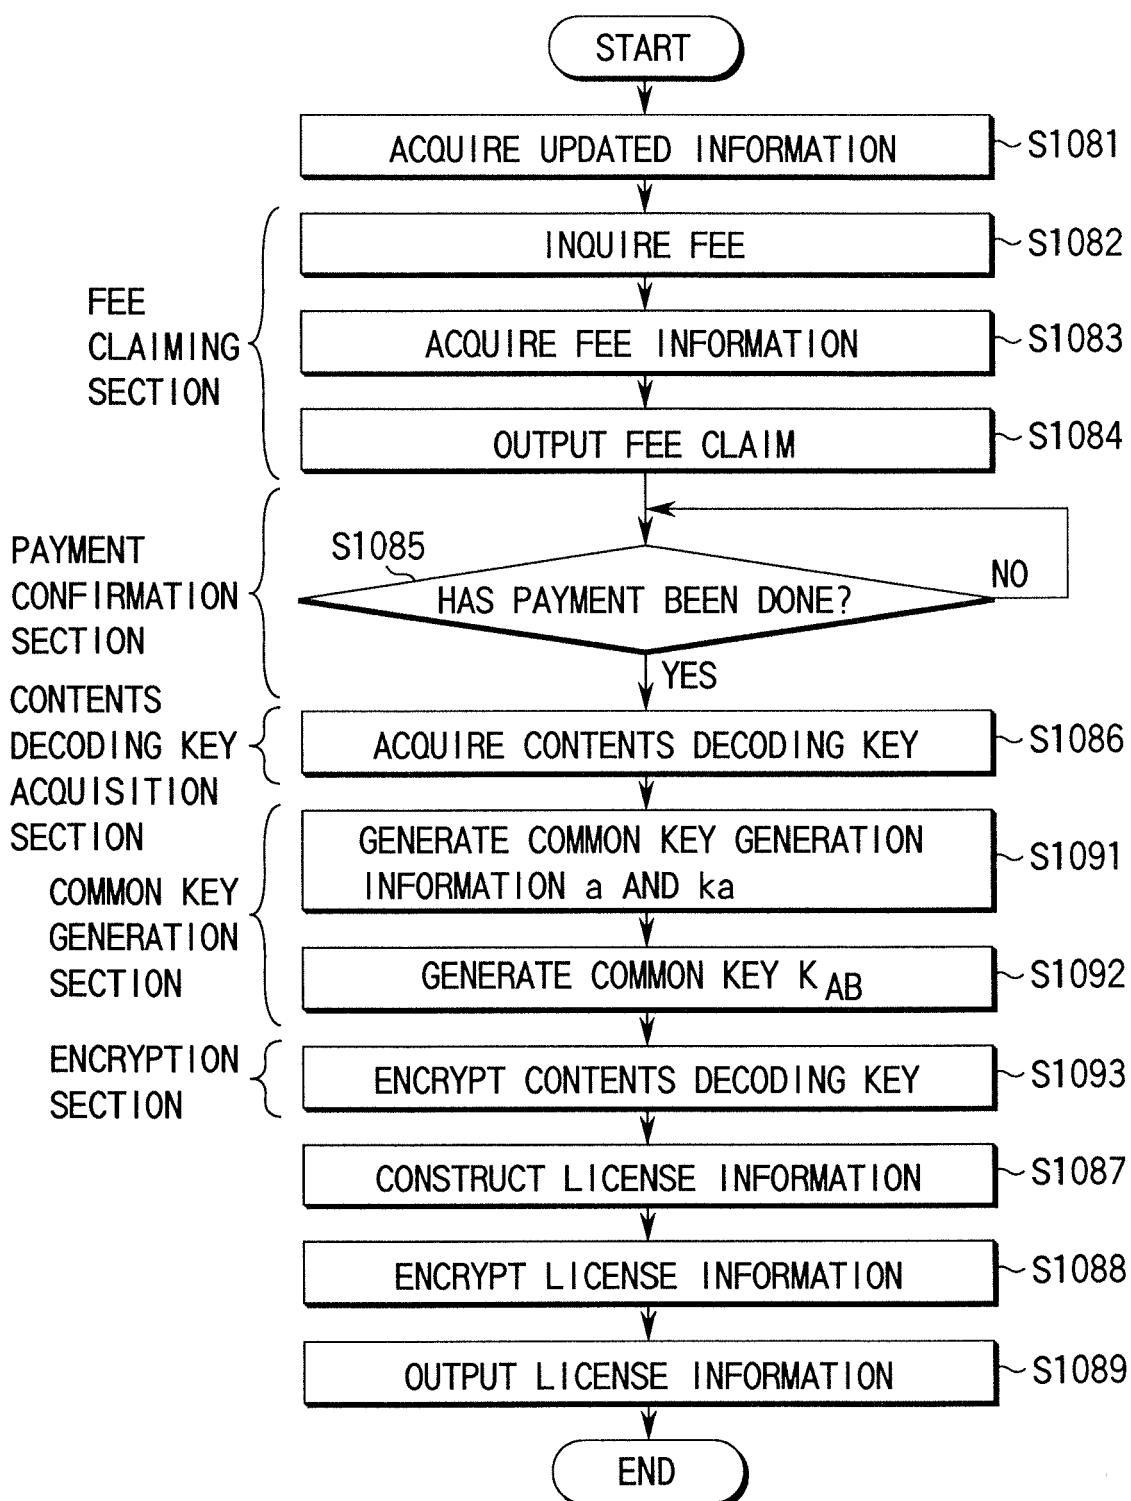 START
ACQUIRE UPDATED INFORMATION
S1081
FEE
CLAIMING
SECTION
INQUIRE FEE
S1082
ACQUIRE FEE INFORMATION
S1083
OUTPUT FEE CLAIM
S1084
PAYMENT
CONFIRMATION
SECTION
S1085
HAS PAYMENT BEEN DONE?
NO
YES
CONTENTS
DECODING KEY
ACQUISITION
SECTION
ACQUIRE CONTENTS DECODING KEY
S1086
COMMON KEY
GENERATION
SECTION
GENERATE COMMON KEY GENERATION
INFORMATION a AND ka
S1091
GENERATE COMMON KEY K AB
S1092
ENCRYPTION
SECTION
ENCRYPT CONTENTS DECODING KEY
S1093
CONSTRUCT LICENSE INFORMATION
S1087
ENCRYPT LICENSE INFORMATION
S1088
OUTPUT LICENSE INFORMATION
S1089
END